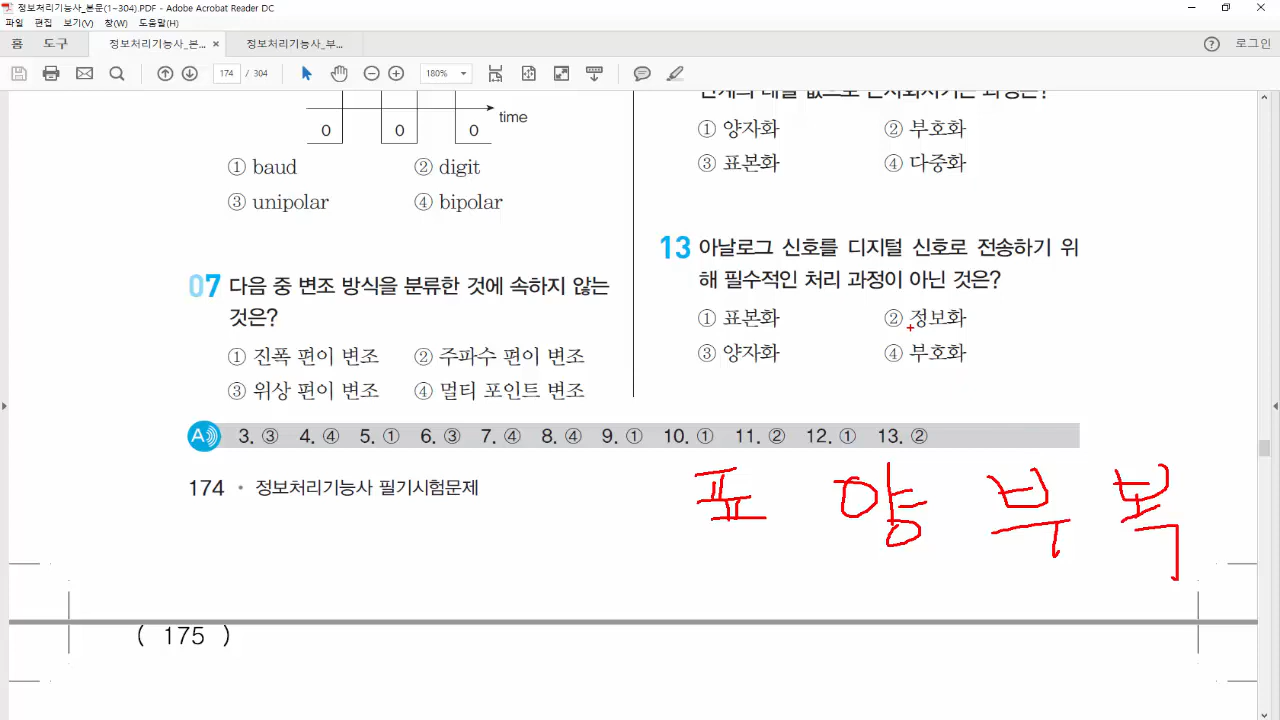 정보처리기능사_본문(1~304).PDF - Adobe Acrobat Reader DC
파일 편집 보기(V) 창(W) 도움말(H)
홈 도구 정보처리기능사_본... × 정보처리기능사_부... 로그인
174 / 304 180%
time
0 0 0
① baud ② digit
③ unipolar ④ bipolar
07 다음 중 변조 방식을 분류한 것에 속하지 않는
것은?
① 진폭 편이 변조 ② 주파수 편이 변조
③ 위상 편이 변조 ④ 멀티 포인트 변조
① 양자화 ② 부호화
③ 표본화 ④ 다중화
13 아날로그 신호를 디지털 신호로 전송하기 위
해 필수적인 처리 과정이 아닌 것은?
① 표본화 ② 정보화
③ 양자화 ④ 부호화
A 3. ③ 4. ④ 5. ① 6. ③ 7. ④ 8. ④ 9. ① 10. ① 11. ② 12. ① 13. ②
174 • 정보처리기능사 필기시험문제
표 양 부 복
( 175 )